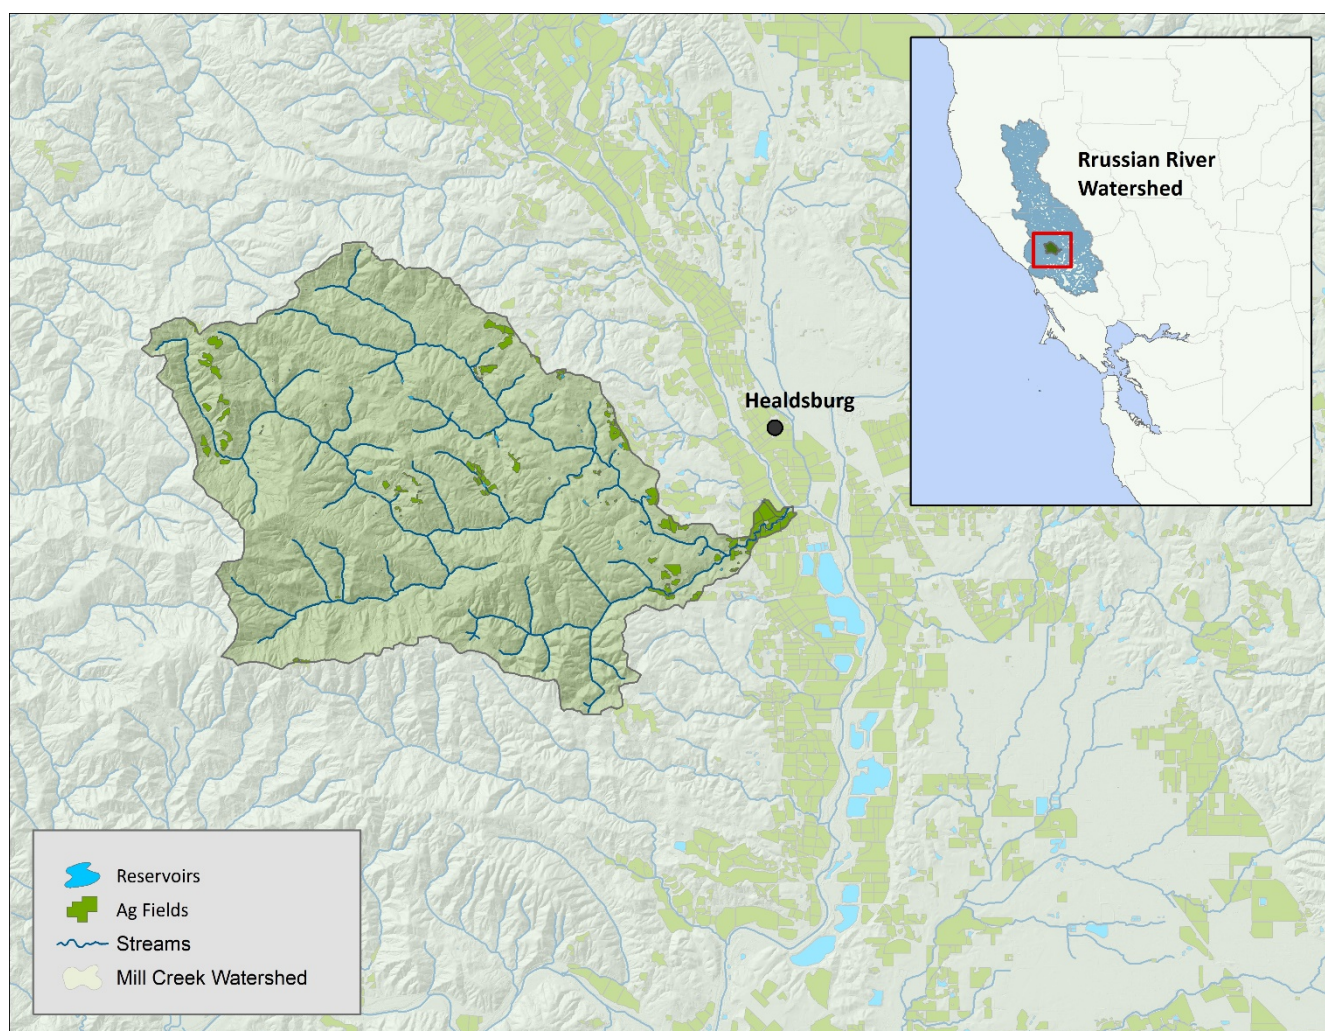 Rrussian River
Watershed
Healdsburg
Reservoirs
Ag Fields
Streams
Mill Creek Watershed